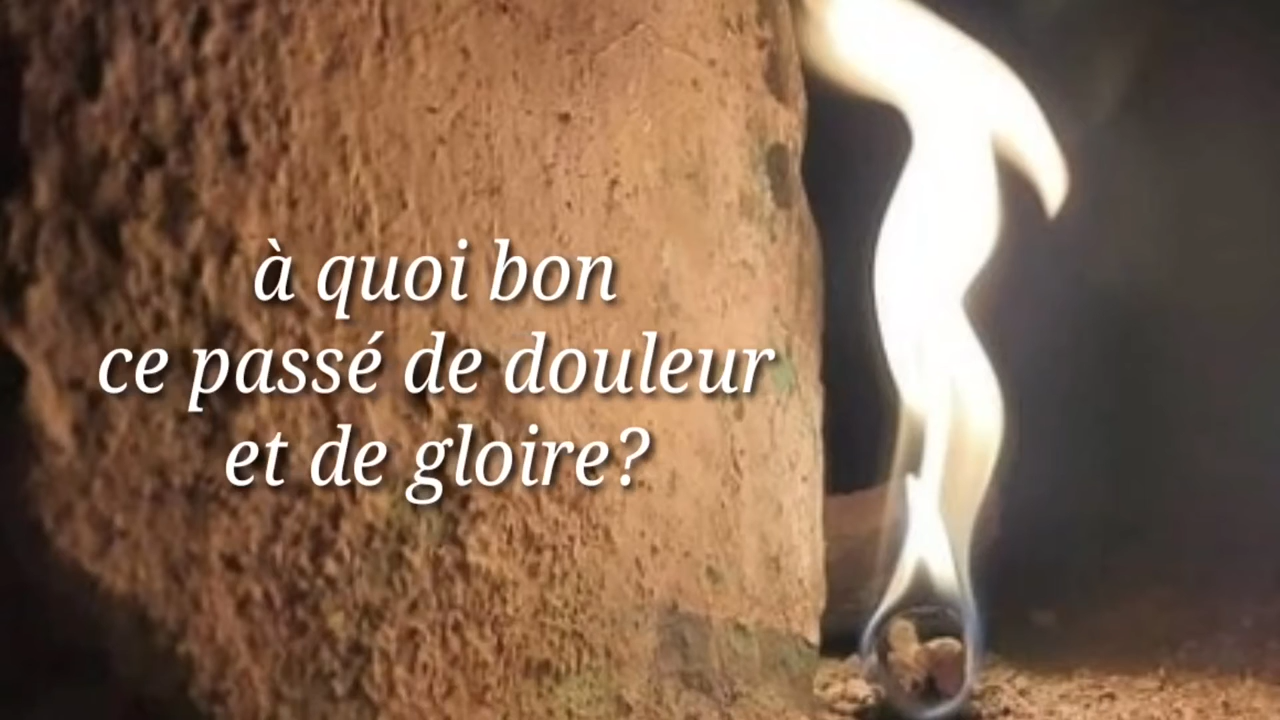 à quoi bon
ce passé de douleur
et de gloire?